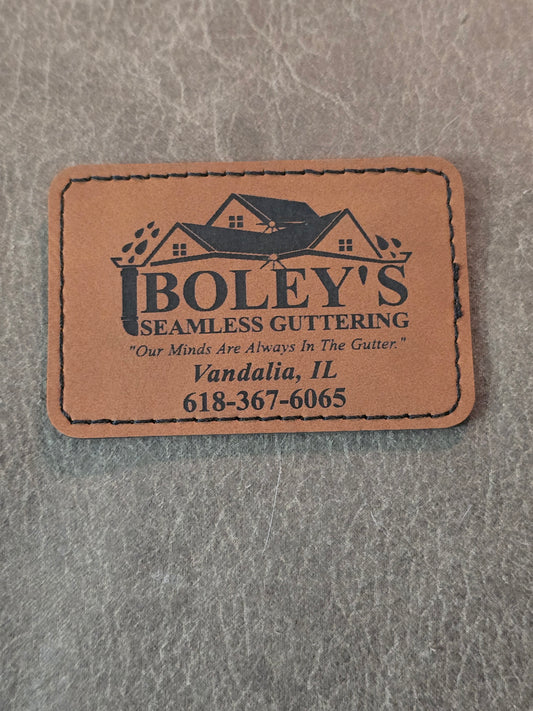 BOLEY'S
SEAMLESS GUTTERING
"Our Minds Are Always In The Gutter."
Vandalia, IL
618-367-6065